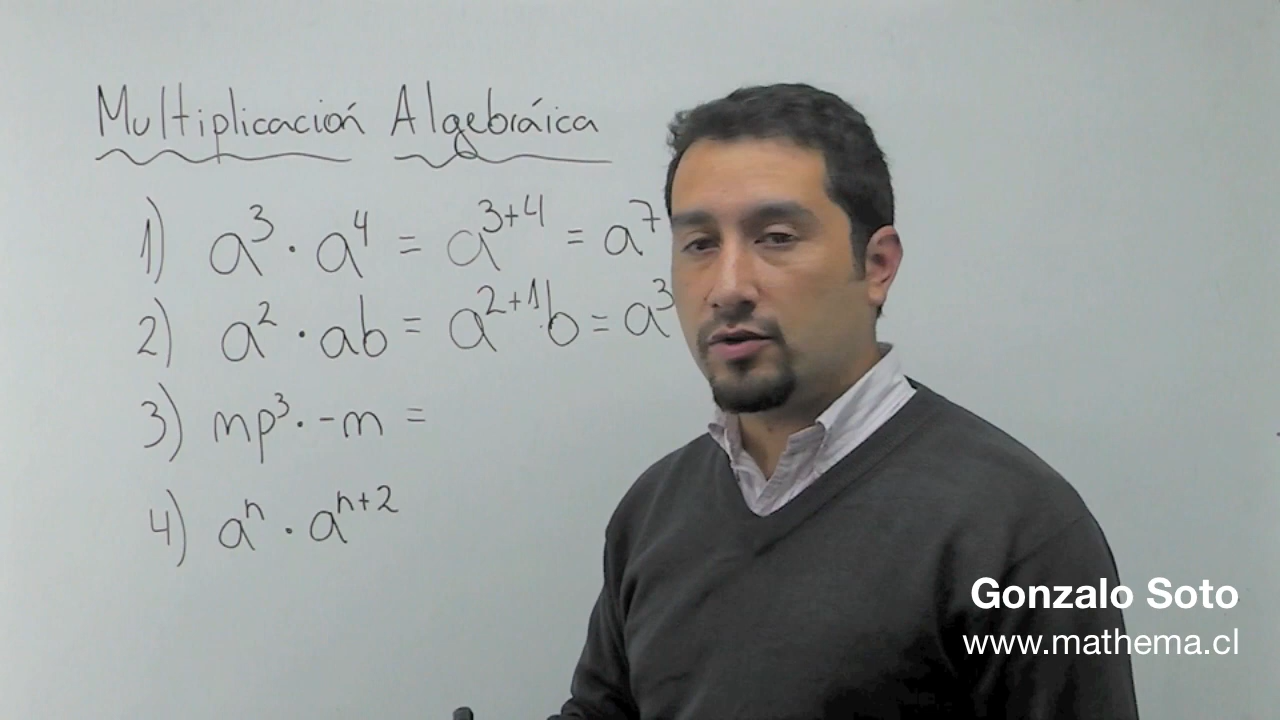 Multiplicación Algebráica
1) a³ · a⁴ = a³⁺⁴ = a⁷
2) a² · ab = a²⁺¹·b = a³
3) mp³ · -m =
4) aⁿ · aⁿ⁺²
Gonzalo Soto
www.mathema.cl